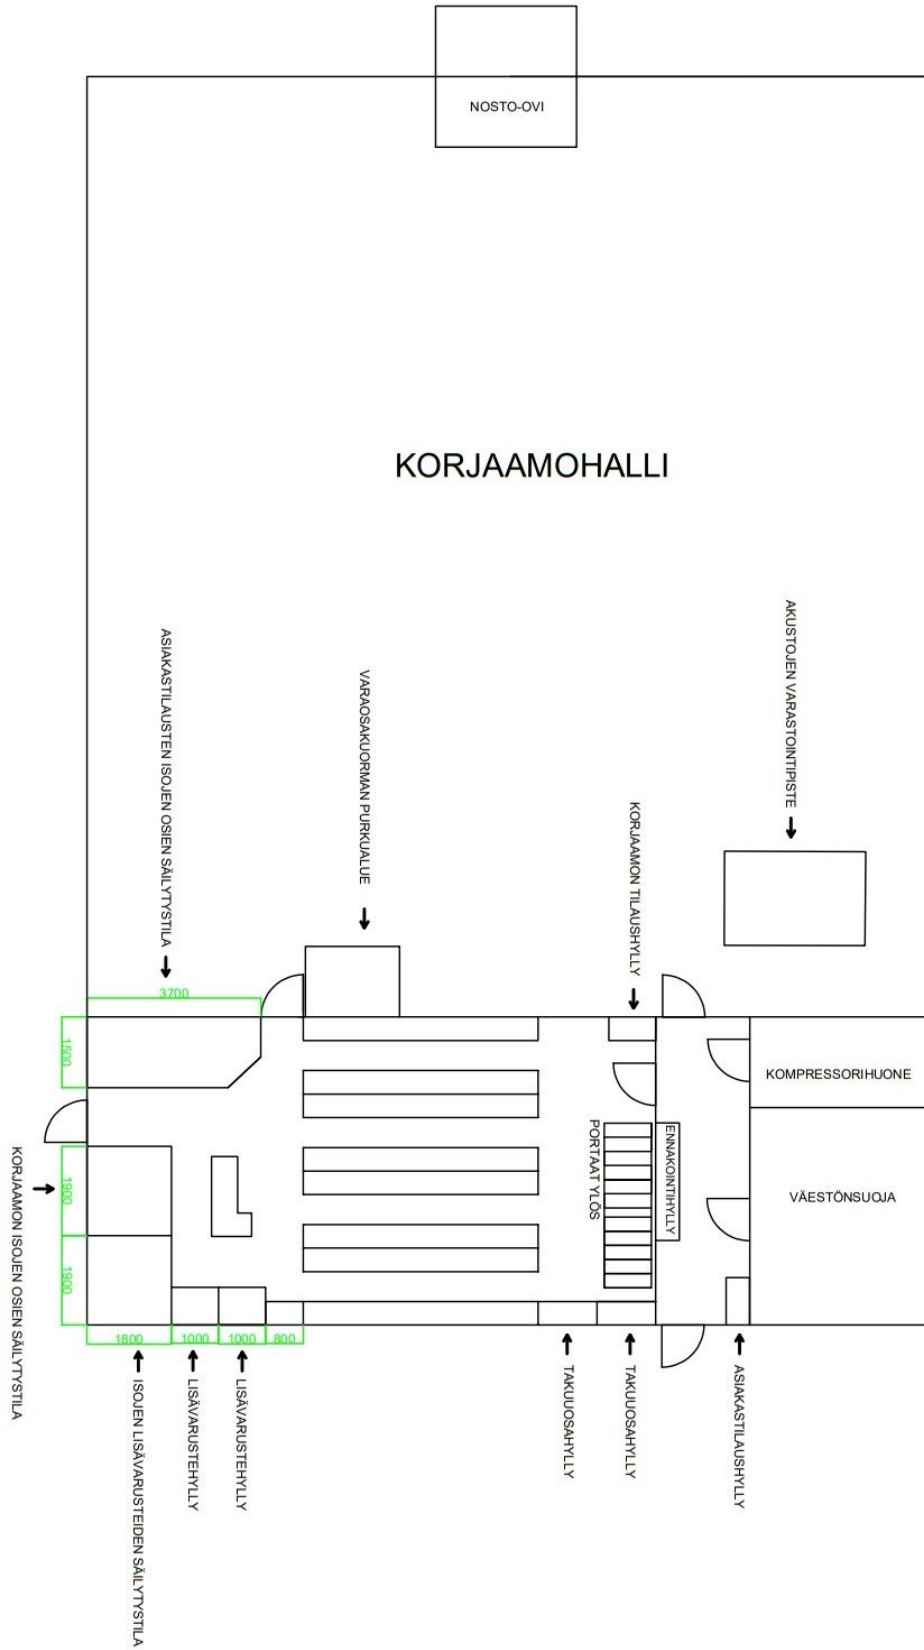 NOSTO-OVI
KORJAAMOHALLI
AKUSTOJEN VARASTOINTIPISTE
ASIAKASTILAUSTEN ISOJEN OSIEN SÄILYTYSTILA
VARAOSAKUORMAN PURKUALUE
KORJAAMON TILAUSHYLLY
3700
1500
KOMPRESSORIHUONE
PORTAAT YLÖS
ENNAKOINTIHYLLY
VÄESTÖNSUOJA
1900
KORJAAMON ISOJEN OSIEN SÄILYTYSTILA
1900
1800
1000
1000
800
ISOJEN LISÄVARUSTEIDEN SÄILYTYSTILA
LISÄVARUSTEHYLLY
LISÄVARUSTEHYLLY
TAKUUOSAHYLLY
TAKUUOSAHYLLY
ASIAKASTILAUSHYLLY